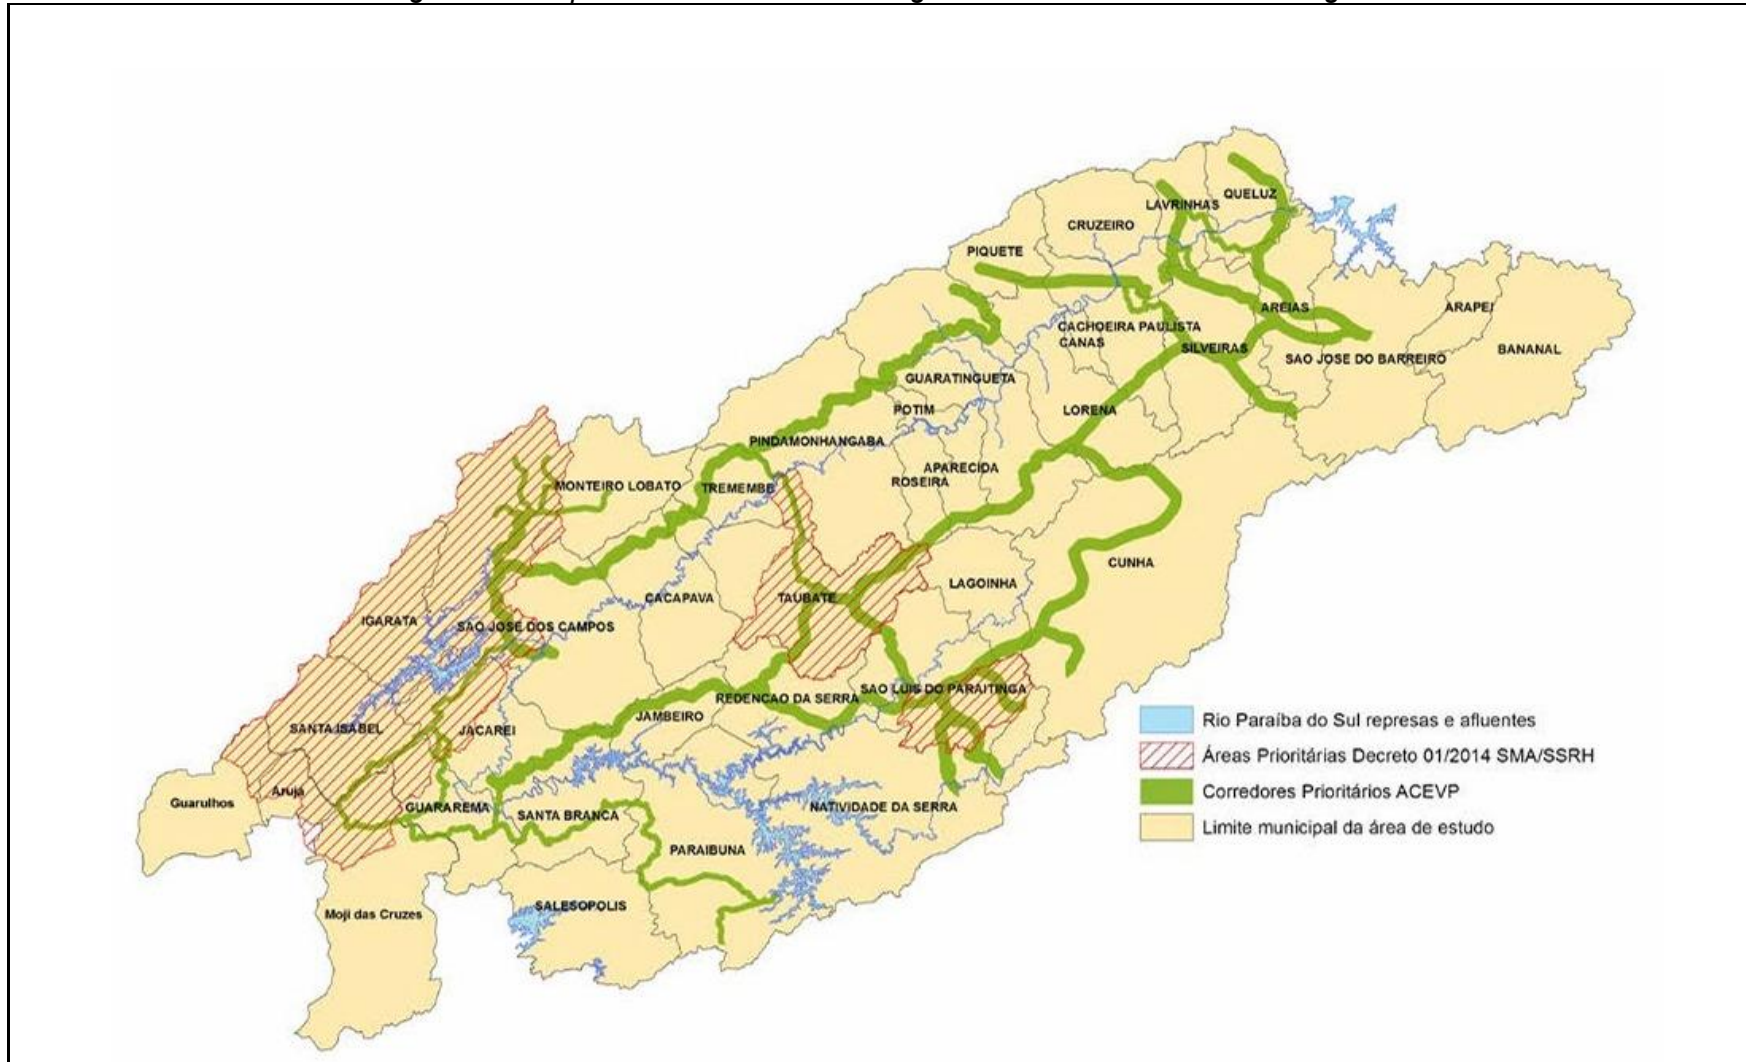 QUELUZ
LAVRINHAS
CRUZEIRO
PIQUETE
AREIAS
ARAPEI
CACHOEIRA PAULISTA
CANAS
SILVEIRAS
SAO JOSE DO BARREIRO
BANANAL
GUARATINGUETA
POTIM
LORENA
PINDAMONHANGABA
APARECIDA
ROSEIRA
MONTEIRO LOBATO
TREMEMBE
CUNHA
LAGOINHA
CACAPAVA
TAUBATE
IGARATA
SAO JOSE DOS CAMPOS
SAO LUIS DO PARAITINGA
REDENCAO DA SERRA
JAMBEIRO
SANTA ISABEL
JACAREI
Aruja
Guarulhos
GUARAREMA
SANTA BRANCA
NATIVIDADE DA SERRA
PARAIBUNA
SALESOPOLIS
Moji das Cruzes
Rio Paraíba do Sul represas e afluentes
Áreas Prioritárias Decreto 01/2014 SMA/SSRH
Corredores Prioritários ACEVP
Limite municipal da área de estudo